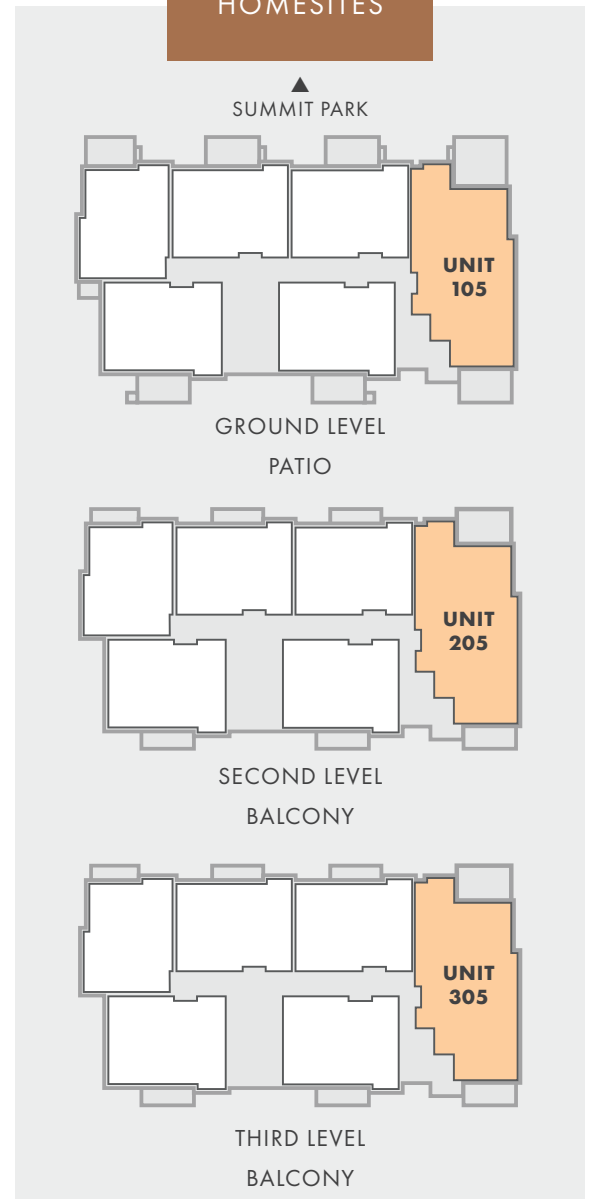 HOMESITES
SUMMIT PARK
UNIT
105
GROUND LEVEL
PATIO
UNIT
205
SECOND LEVEL
BALCONY
UNIT
305
THIRD LEVEL
BALCONY